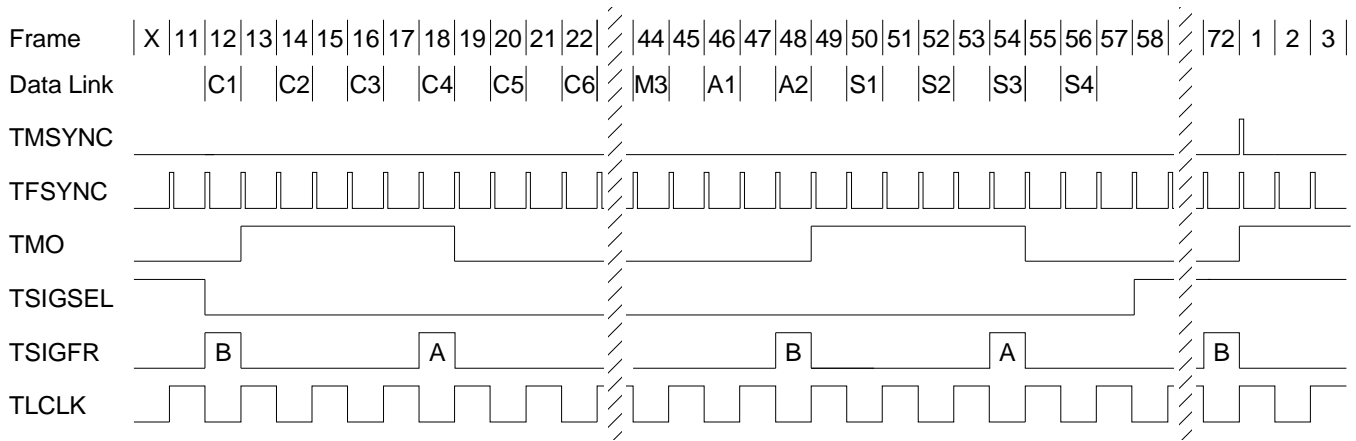 Frame X 11 12 13 14 15 16 17 18 19 20 21 22 44 45 46 47 48 49 50 51 52 53 54 55 56 57 58 72 1 2 3
Data Link C1 C2 C3 C4 C5 C6 M3 A1 A2 S1 S2 S3 S4
TMSYNC
TFSYNC
TMO
TSIGSEL
TSIGFR B A B A B
TLCLK